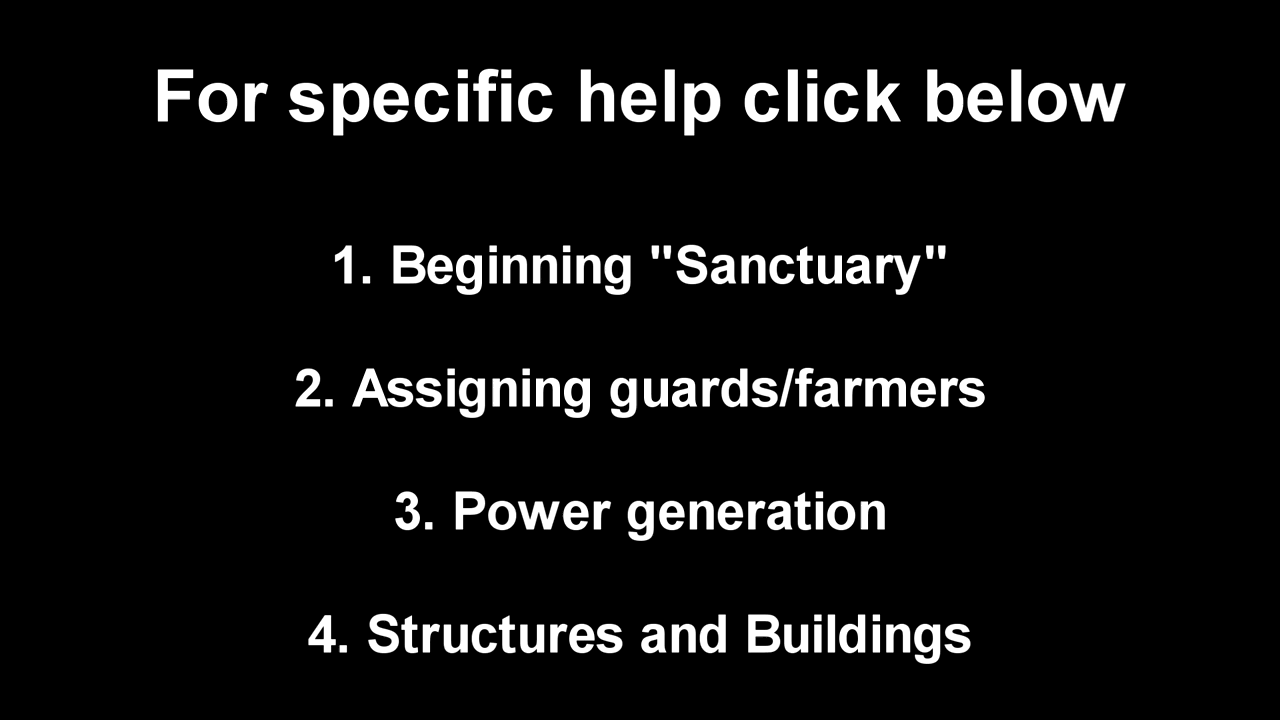 For specific help click below
1. Beginning "Sanctuary"
2. Assigning guards/farmers
3. Power generation
4. Structures and Buildings